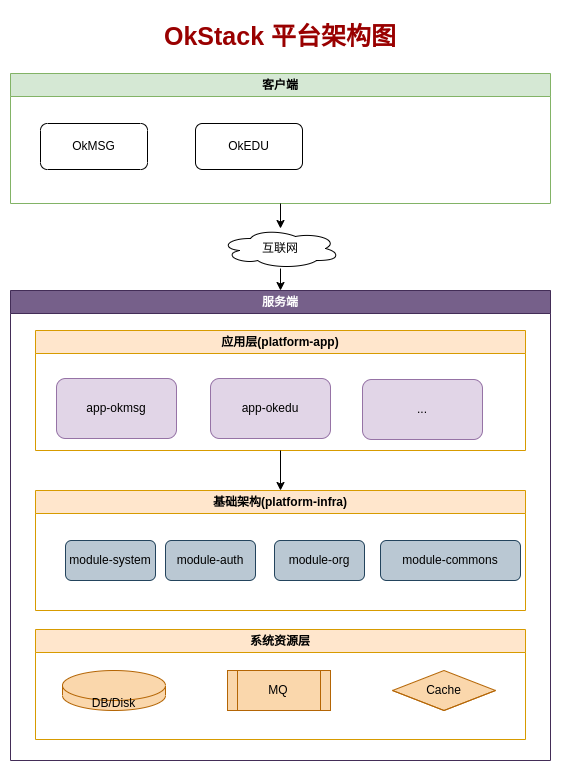 OkStack 平台架构图
客户端
OkMSG
OkEDU
互联网
服务端
应用层(platform-app)
app-okmsg
app-okedu
...
基础架构(platform-infra)
module-system
module-auth
module-org
module-commons
系统资源层
DB/Disk
MQ
Cache